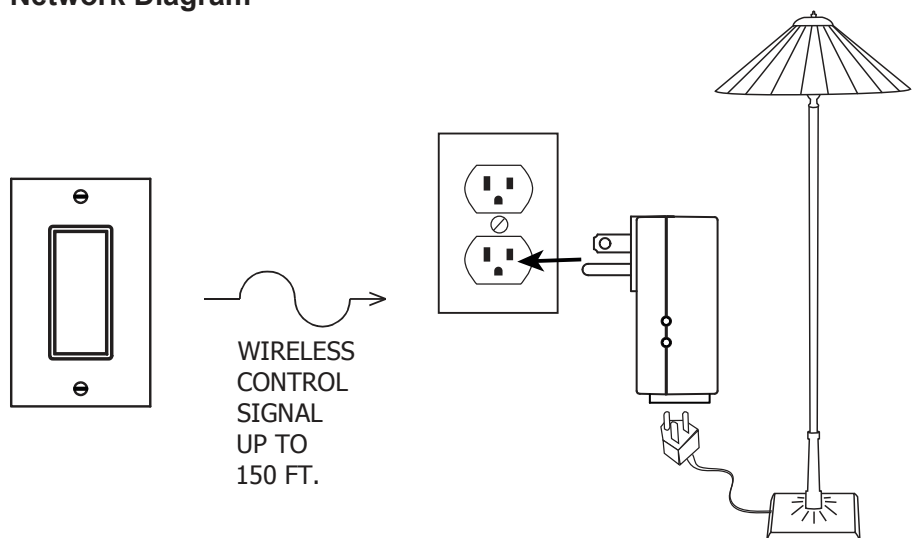 Network Diagram
WIRELESS
CONTROL
SIGNAL
UP TO
150 FT.